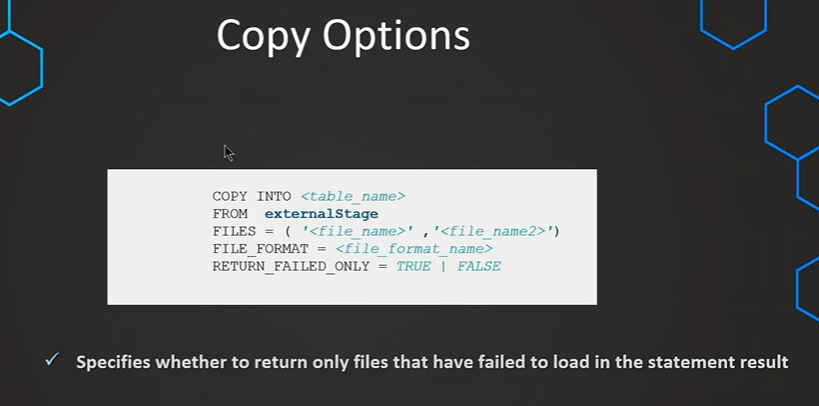 Copy Options
COPY INTO <table_name>
FROM  externalStage
FILES = ( '<file_name>' ,'<file_name2>')
FILE_FORMAT = <file_format_name>
RETURN_FAILED_ONLY = TRUE | FALSE
✓ Specifies whether to return only files that have failed to load in the statement result